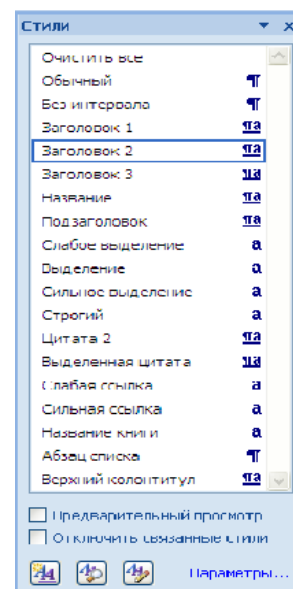 Стили
Очистить все
Обычный ¶
Без интервала ¶
Заголовок 1 ¶a
Заголовок 2 ¶a
Заголовок 3 ¶a
Название ¶a
Подзаголовок ¶a
Слабое выделение a
Выделение a
Сильное выделение a
Строгий a
Цитата 2 ¶a
Выделенная цитата ¶a
Слабая ссылка a
Сильная ссылка a
Название книги a
Абзац списка ¶
Верхний колонтитул ¶a
Предварительный просмотр
Отключить связанные стили
Параметры...